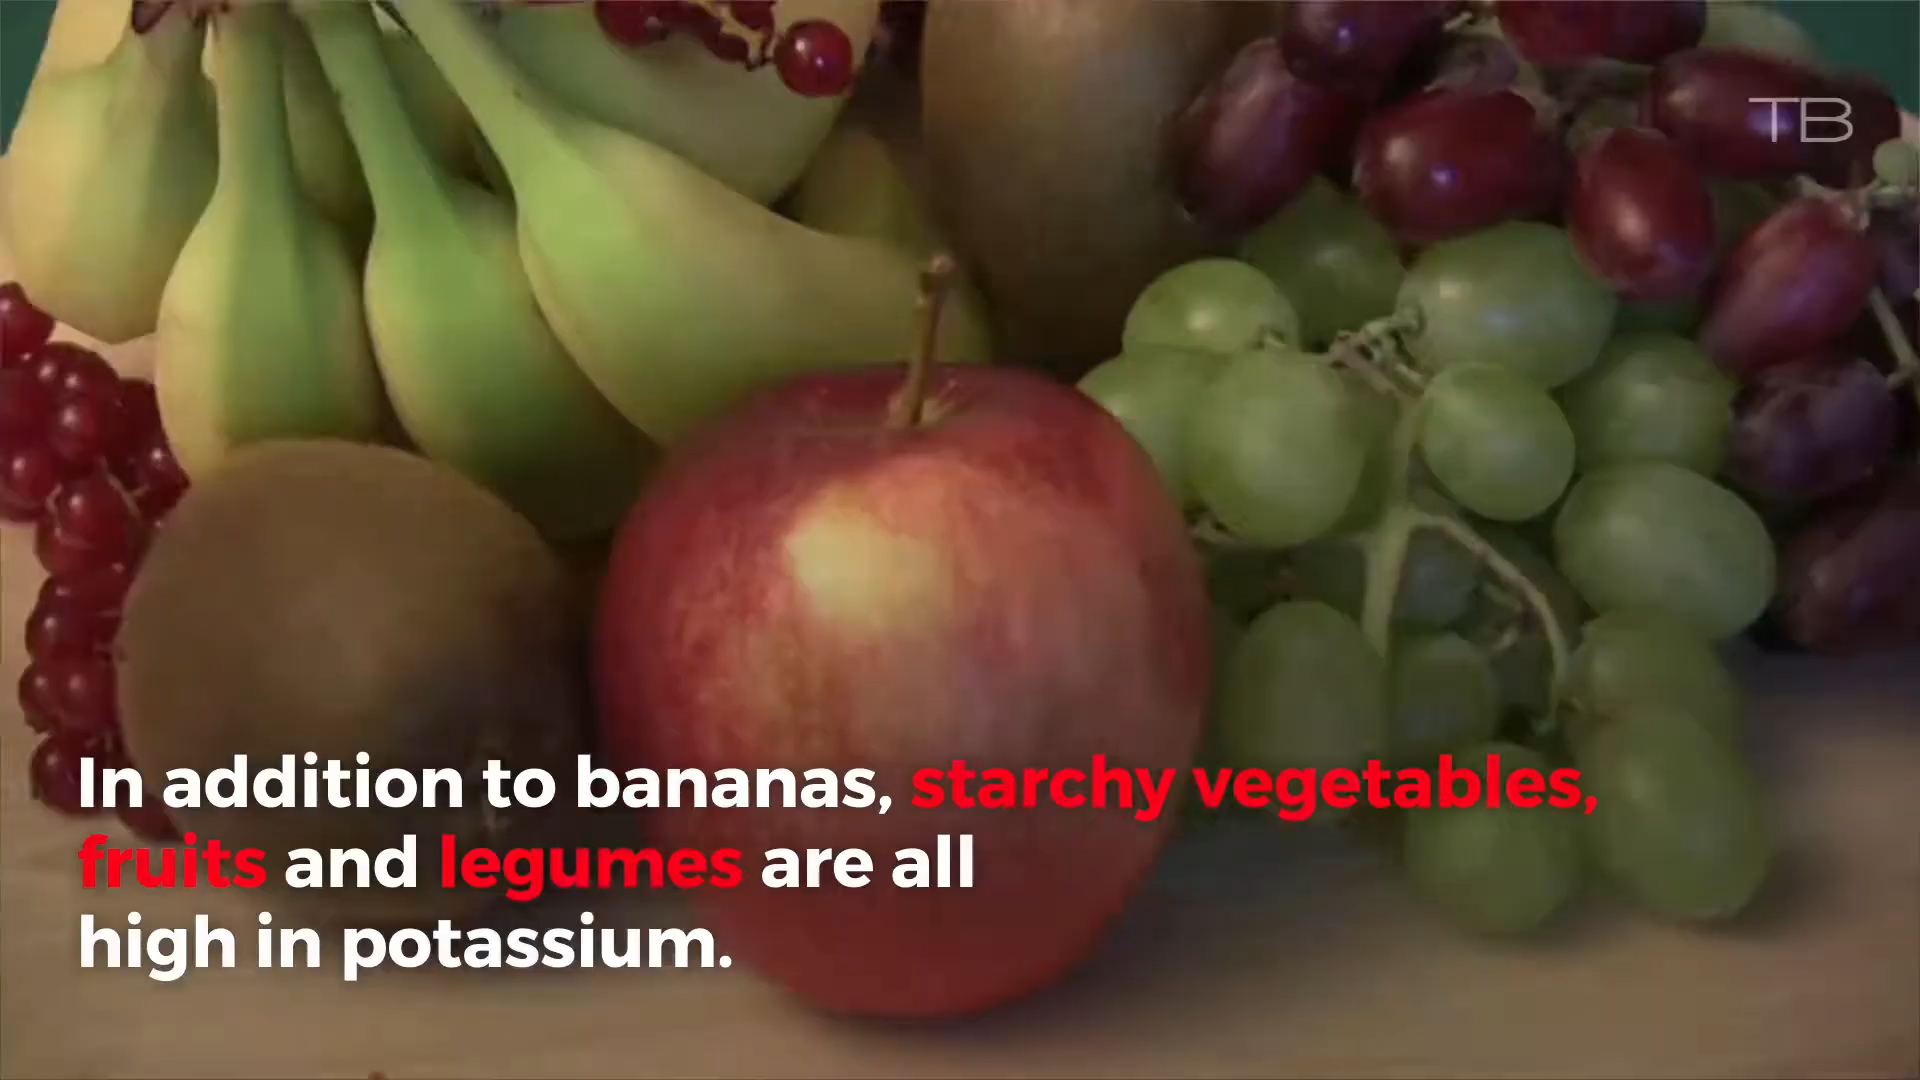 TB
In addition to bananas, starchy vegetables,
fruits and legumes are all
high in potassium.